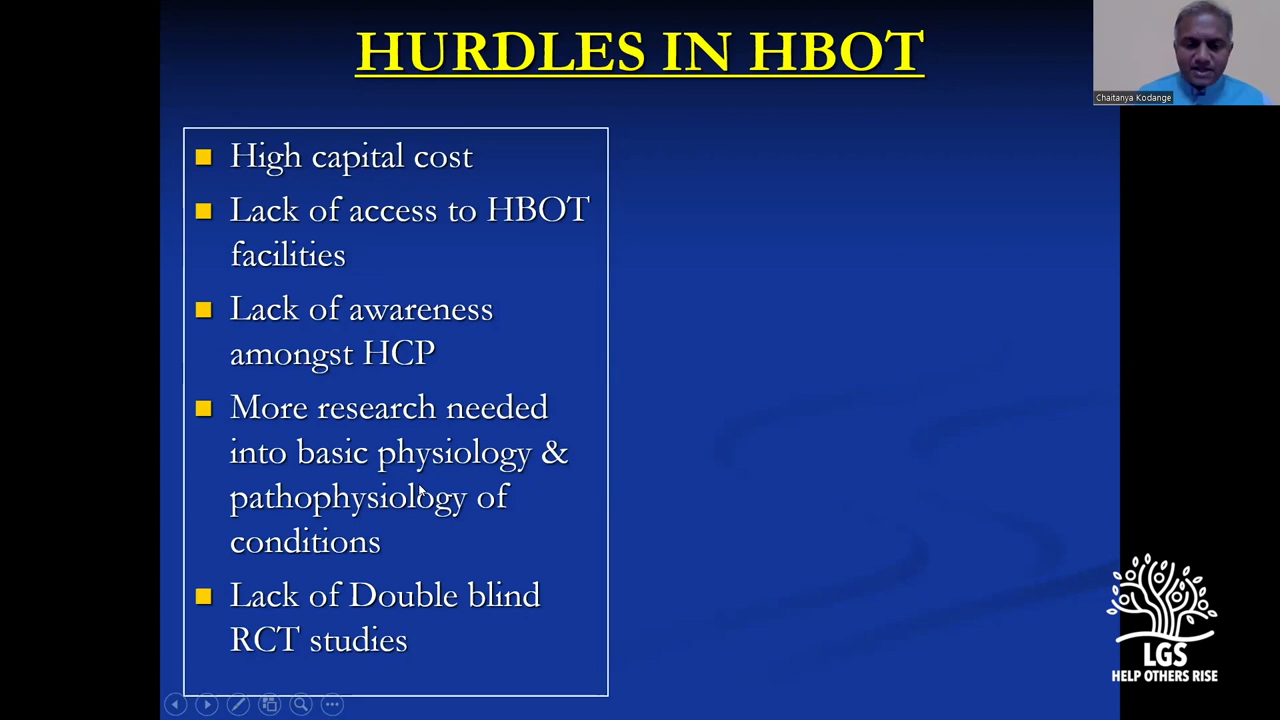 HURDLES IN HBOT
Chaitanya Kodange
High capital cost
Lack of access to HBOT
facilities
Lack of awareness
amongst HCP
More research needed
into basic physiology &
pathophysiology of
conditions
Lack of Double blind
RCT studies
LGS
HELP OTHERS RISE